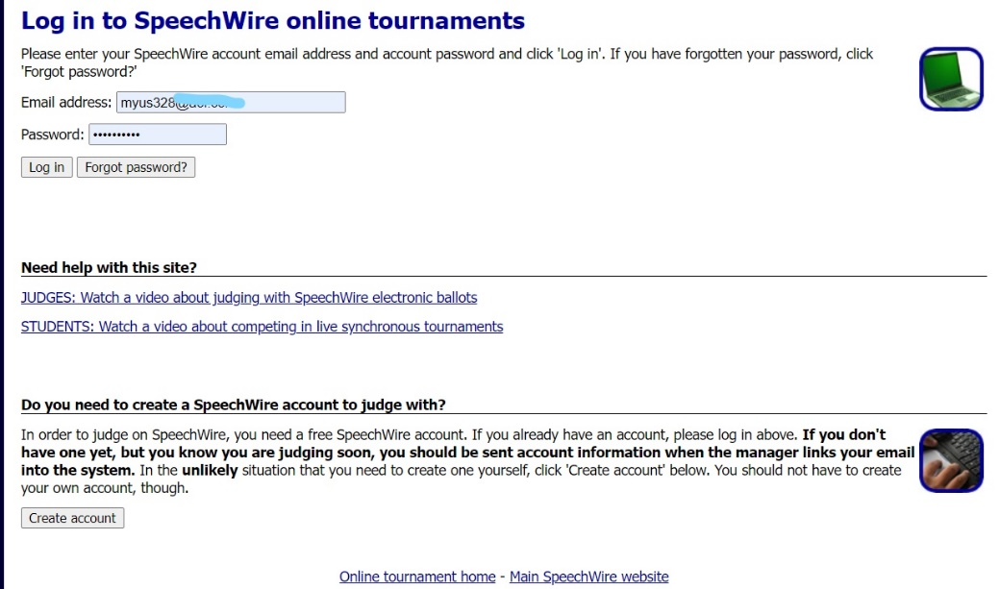 Log in to SpeechWire online tournaments
Please enter your SpeechWire account email address and account password and click 'Log in'. If you have forgotten your password, click
'Forgot password?'
Email address: myus328@
Password: ••••••••••
Log in Forgot password?
Need help with this site?
JUDGES: Watch a video about judging with SpeechWire electronic ballots
STUDENTS: Watch a video about competing in live synchronous tournaments
Do you need to create a SpeechWire account to judge with?
In order to judge on SpeechWire, you need a free SpeechWire account. If you already have an account, please log in above. If you don't
have one yet, but you know you are judging soon, you should be sent account information when the manager links your email
into the system. In the unlikely situation that you need to create one yourself, click 'Create account' below. You should not have to create
your own account, though.
Create account
Online tournament home - Main SpeechWire website